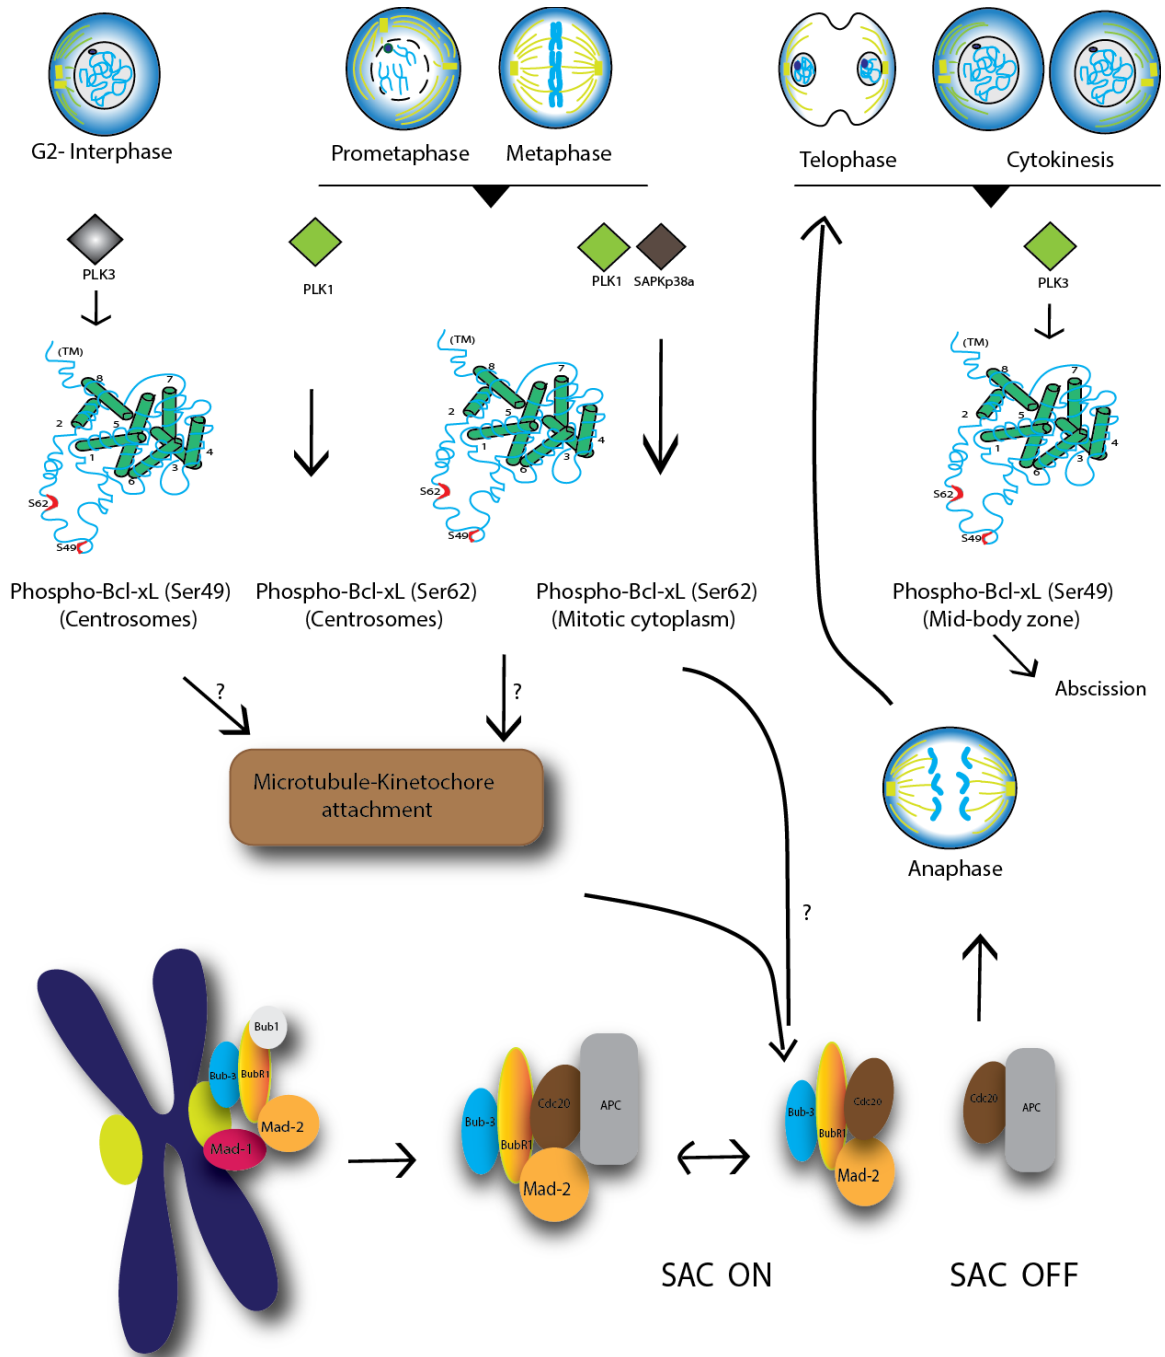 G2- Interphase
Prometaphase
Metaphase
Telophase
Cytokinesis
PLK3
PLK1
PLK1
SAPKp38a
PLK3
(TM)
8
7
2
5
1
4
3
6
S62
S49
(TM)
8
7
2
5
1
4
3
6
S62
S49
(TM)
8
7
2
5
1
4
3
6
S62
S49
Phospho-Bcl-xL (Ser49)
(Centrosomes)
Phospho-Bcl-xL (Ser62)
(Centrosomes)
Phospho-Bcl-xL (Ser62)
(Mitotic cytoplasm)
Phospho-Bcl-xL (Ser49)
(Mid-body zone)
Abscission
?
?
Microtubule-Kinetochore
attachment
Anaphase
?
Bub1
Bub-3
BubR1
Mad-2
Mad-1
Bub-3
BubR1
Cdc20
APC
Mad-2
Bub-3
BubR1
Cdc20
Mad-2
Cdc20
APC
SAC ON
SAC OFF